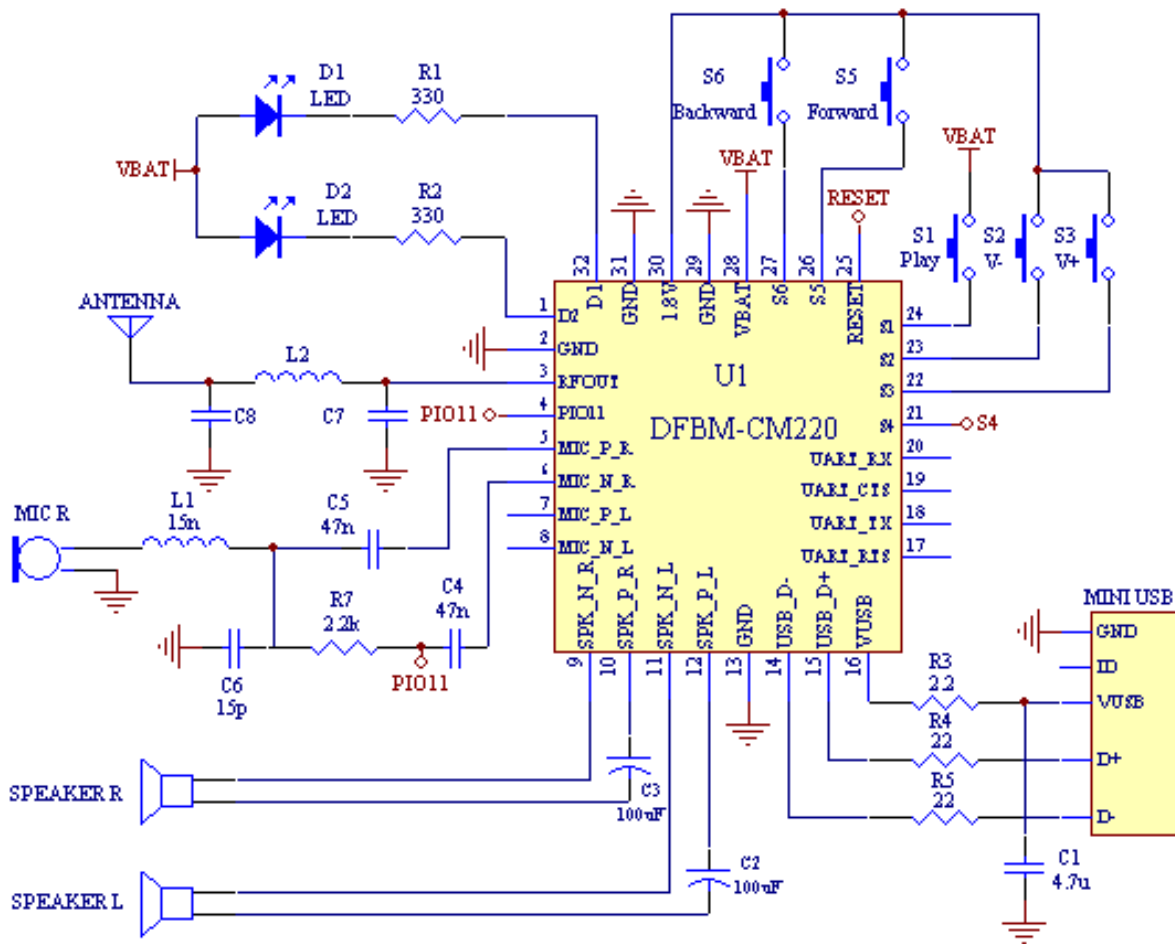 D1
LED
R1
330
VBAT
D2
LED
R2
330
S6
Backward
S5
Forward
VBAT
VBAT
RESET
S1
Play
S2
V-
S3
V+
32
31
30
29
28
27
26
25
D1
GND
1.8V
GND
VBAT
S6
S5
RESET
1
2
3
4
5
6
7
8
D2
GND
RFOUT
PIO11
MIC_P_R
MIC_N_R
MIC_P_L
MIC_N_L
U1
DFBM-CM220
24
23
22
21
20
19
18
17
S1
S2
S3
S4
UART_RX
UART_CTS
UART_TX
UART_RTS
S4
SPK_N_R
SPK_P_R
SPK_N_L
SPK_P_L
GND
USB_D-
USB_D+
VUSB
9
10
11
12
13
14
15
16
ANTENNA
L2
C8
C7
PIO11
MIC R
L1
15n
C5
47n
R7
2.2k
C4
47n
C6
15p
PIO11
MINI USB
GND
ID
VUSB
D+
D-
R3
2.2
R4
22
R5
22
C1
4.7u
SPEAKER R
C3
100uF
SPEAKER L
C2
100uF